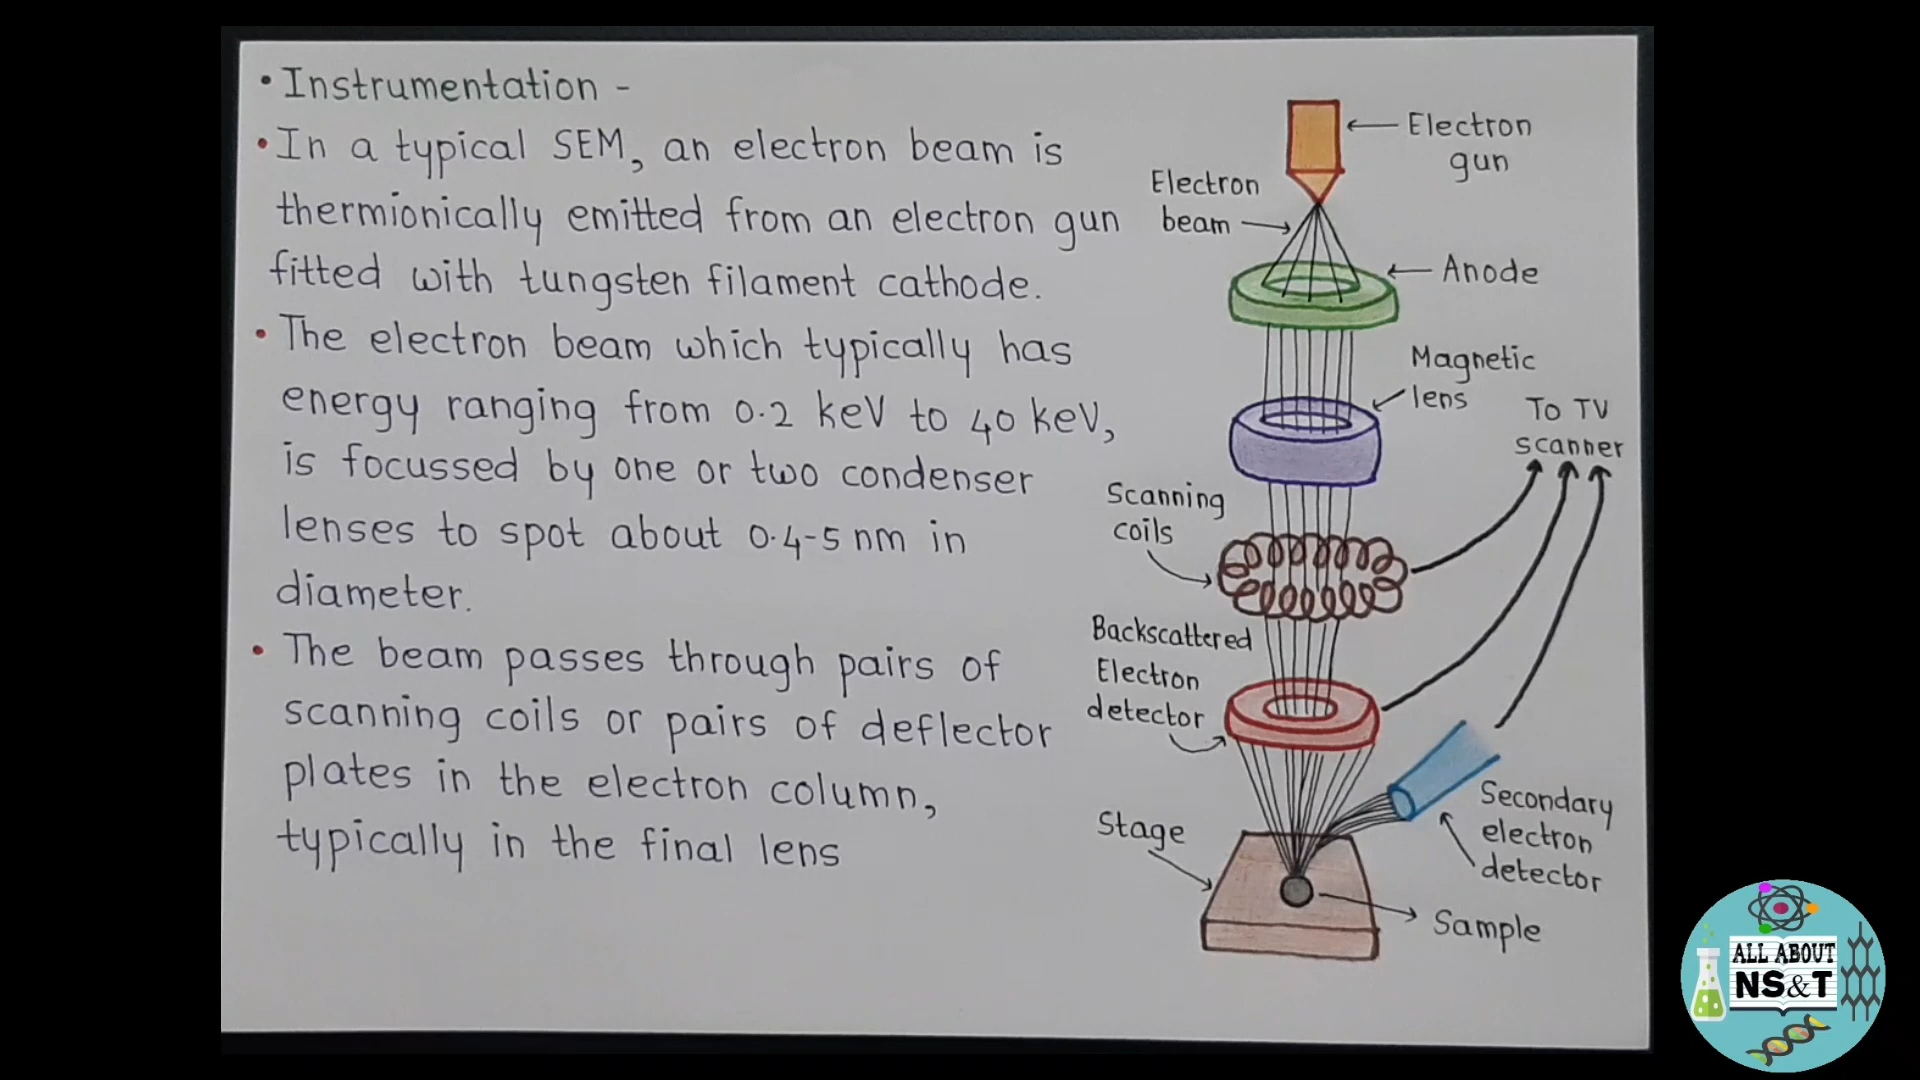 • Instrumentation -
• In a typical SEM, an electron beam is
thermionically emitted from an electron gun
fitted with tungsten filament cathode.
• The electron beam which typically has
energy ranging from 0.2 keV to 40 keV,
is focussed by one or two condenser
lenses to spot about 0.4-5 nm in
diameter.
• The beam passes through pairs of
scanning coils or pairs of deflector
plates in the electron column,
typically in the final lens
Electron
gun
Electron
beam
Anode
Magnetic
lens
To TV
scanner
Scanning
coils
Backscattered
Electron
detector
Secondary
electron
detector
Stage
Sample
ALL ABOUT
NS&T